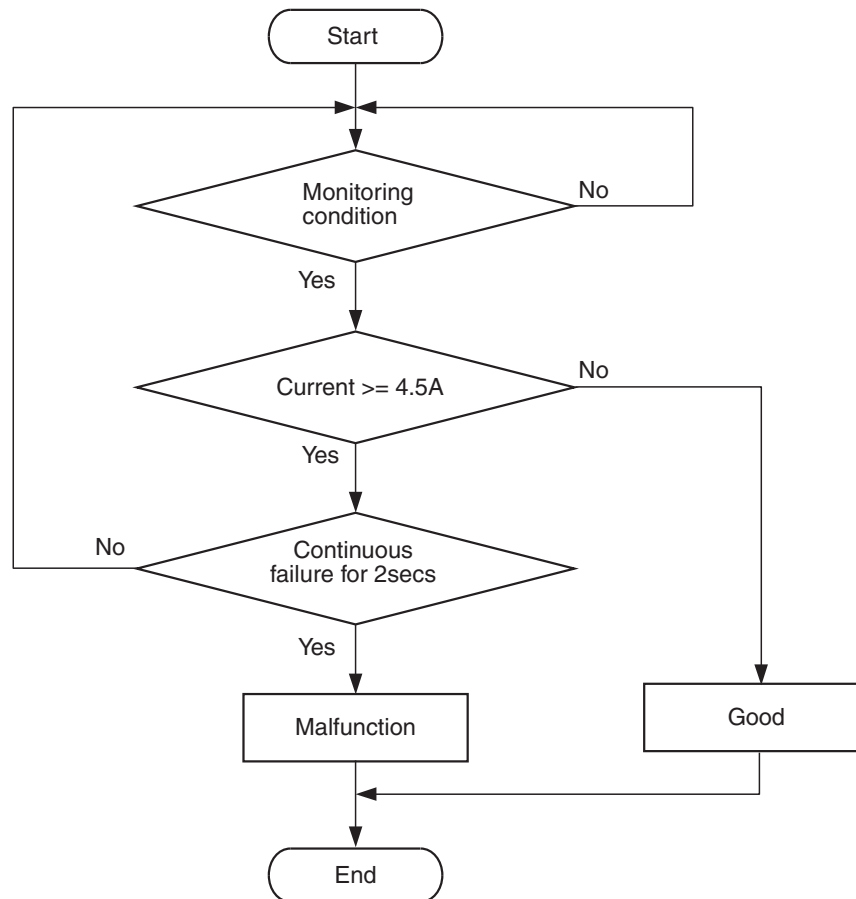 Start
Monitoring
condition
No
Yes
Current >= 4.5A
No
Yes
Continuous
failure for 2secs
No
Yes
Malfunction
Good
End